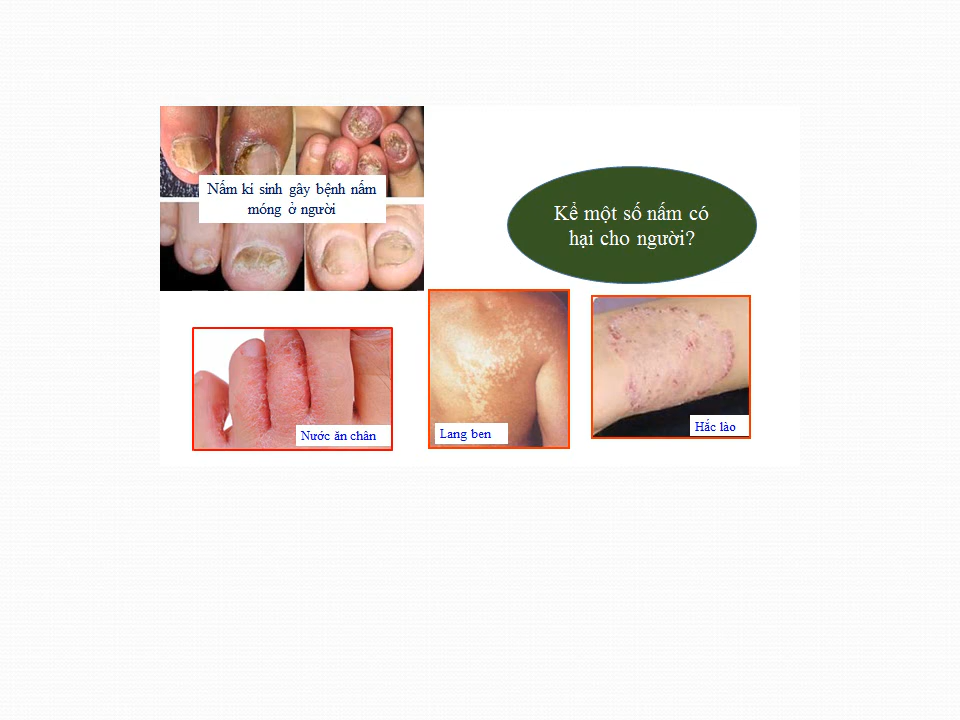 Nấm kí sinh gây bệnh nấm
móng ở người
Kể một số nấm có
hại cho người?
Nước ăn chân
Lang ben
Hắc lào